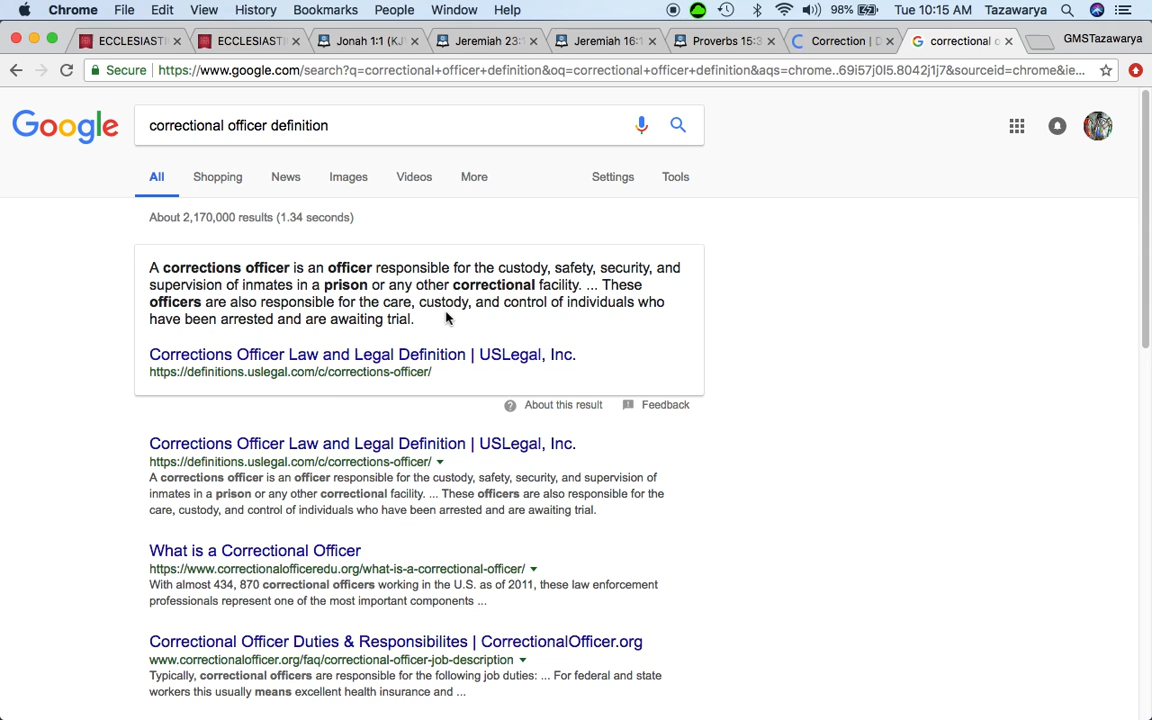 Chrome File Edit View History Bookmarks People Window Help 98% Tue 10:15 AM Tazawarya
ECCLESIASTI ECCLESIAST Jonah 1:1 (KJV Jeremiah 23: Jeremiah 16: Proverbs 15:3 Correction | D correctional o GMSTazawarya
Secure https://www.google.com/search?q=correctional+officer+definition&oq=correctional+officer+definition&aqs=chrome..69i57j0l5.8042j1j7&sourceid=chrome&ie...
Google correctional officer definition
All Shopping News Images Videos More Settings Tools
About 2,170,000 results (1.34 seconds)
A corrections officer is an officer responsible for the custody, safety, security, and
supervision of inmates in a prison or any other correctional facility. ... These
officers are also responsible for the care, custody, and control of individuals who
have been arrested and are awaiting trial.
Corrections Officer Law and Legal Definition | USLegal, Inc.
https://definitions.uslegal.com/c/corrections-officer/
About this result Feedback
Corrections Officer Law and Legal Definition | USLegal, Inc.
https://definitions.uslegal.com/c/corrections-officer/
A corrections officer is an officer responsible for the custody, safety, security, and supervision of
inmates in a prison or any other correctional facility. ... These officers are also responsible for the
care, custody, and control of individuals who have been arrested and are awaiting trial.
What is a Correctional Officer
https://www.correctionalofficeredu.org/what-is-a-correctional-officer/
With almost 434, 870 correctional officers working in the U.S. as of 2011, these law enforcement
professionals represent one of the most important components ...
Correctional Officer Duties & Responsibilites | CorrectionalOfficer.org
www.correctionalofficer.org/faq/correctional-officer-job-description
Typically, correctional officers are responsible for the following job duties: ... For federal and state
workers this usually means excellent health insurance and ...